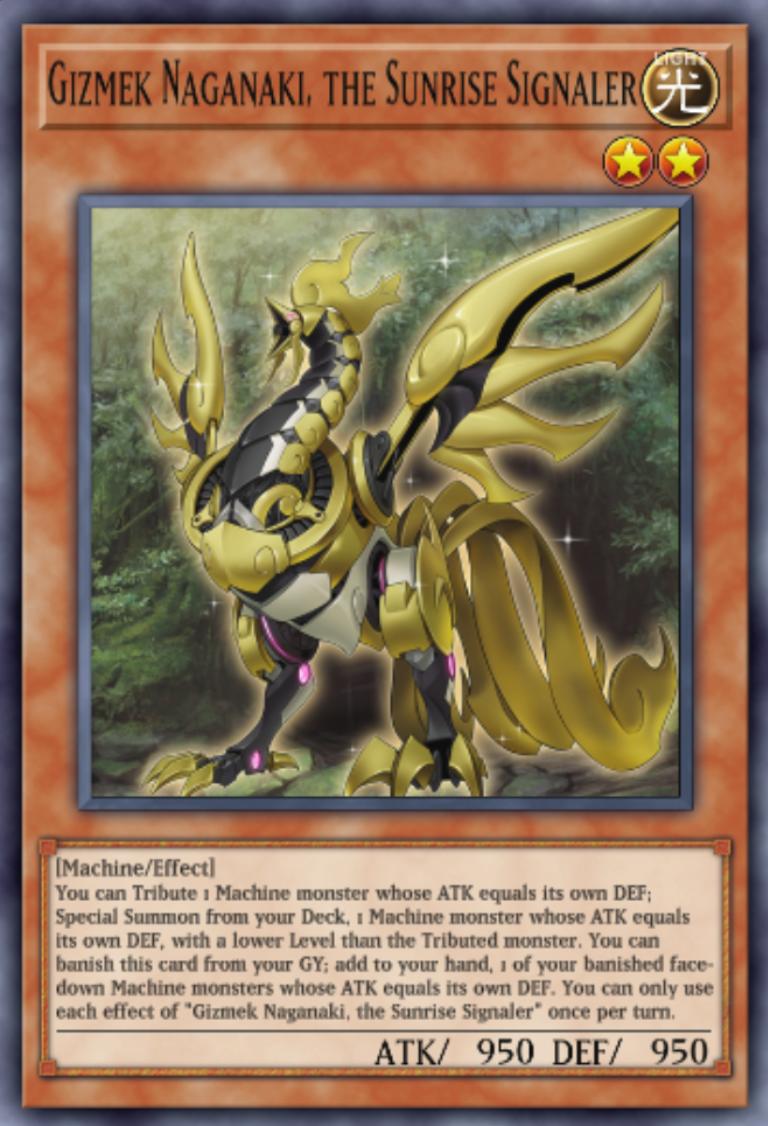 GIZMEK NAGANAKI, THE SUNRISE SIGNALER
LIGHT
光
[Machine/Effect]
You can Tribute 1 Machine monster whose ATK equals its own DEF;
Special Summon from your Deck, 1 Machine monster whose ATK equals
its own DEF, with a lower Level than the Tributed monster. You can
banish this card from your GY; add to your hand, 1 of your banished face-
down Machine monsters whose ATK equals its own DEF. You can only use
each effect of "Gizmek Naganaki, the Sunrise Signaler" once per turn.
ATK/ 950 DEF/ 950